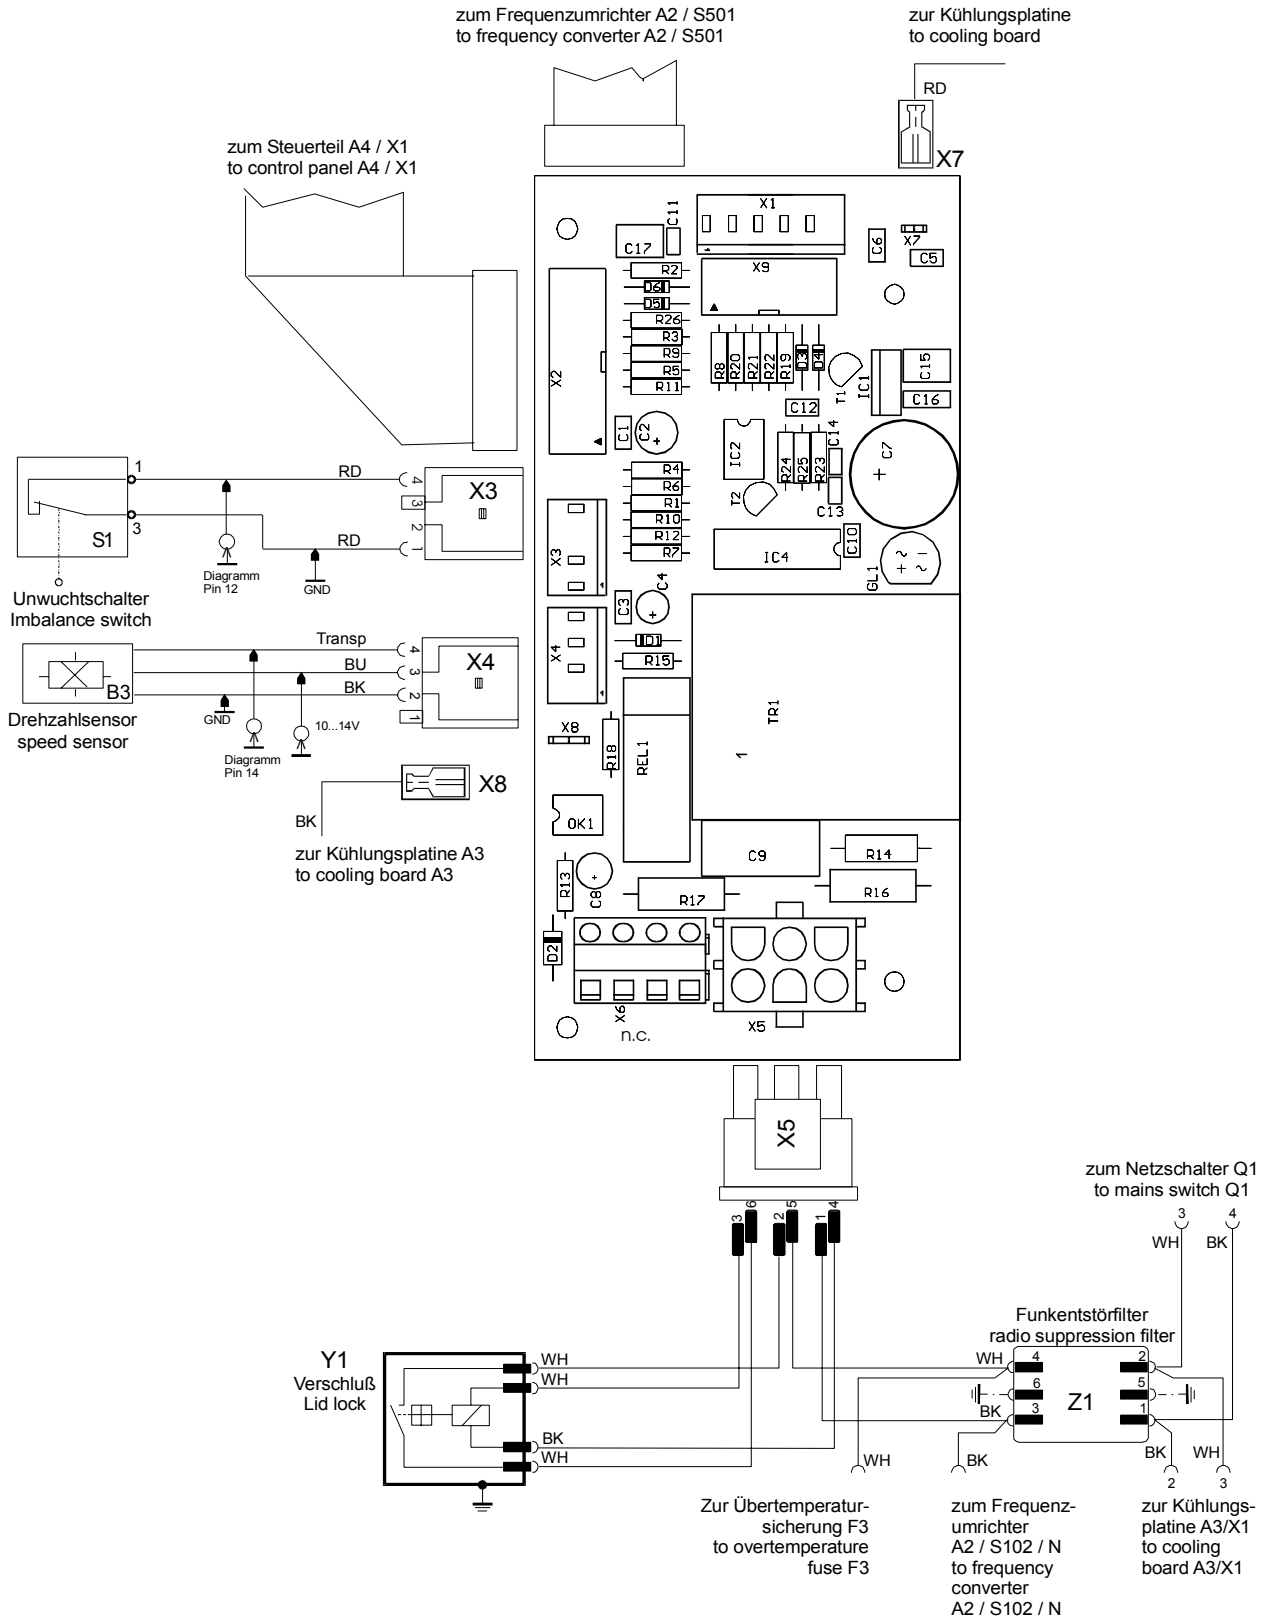 zum Frequenzumrichter A2 / S501
to frequency converter A2 / S501
zur Kühlungsplatine
to cooling board
RD
X7
zum Steuerteil A4 / X1
to control panel A4 / X1
X1
C11
C17
C6
X7
C5
R2
X9
D6
D5
R26
R3
R9
R5
R11
X2
R8
R20
R21
R22
R19
D3
D4
T1
IC1
C15
C16
C12
C1
C2
+
IC2
R24
R25
R23
C14
C13
C7
+
T2
R4
R6
R1
R10
R12
R7
IC4
C10
GL1
+ ~
~ -
1
RD
4
X3
3
2
3
S1
RD
1
Diagramm
Pin 12
GND
Unwuchtschalter
Imbalance switch
X3
C3
C4
+
D1
R15
X4
Transp
4
BU
3
X4
BK
2
1
B3
GND
10...14V
Diagramm
Pin 14
Drehzahlsensor
speed sensor
X8
R18
REL1
TR1
1
X8
BK
zur Kühlungsplatine A3
to cooling board A3
OK1
C9
R14
R13
C8
+
R17
R16
D2
X6
n.c.
X5
X5
3
6
2
5
1
4
zum Netzschalter Q1
to mains switch Q1
3
4
WH
BK
Funkentstörfilter
radio suppression filter
Y1
Verschluß
Lid lock
WH
WH
BK
WH
WH
4
2
6
5
Z1
BK
3
1
WH
BK
BK
WH
2
3
Zur Übertemperatur-
sicherung F3
to overtemperature
fuse F3
zum Frequenz-
umrichter
A2 / S102 / N
to frequency
converter
A2 / S102 / N
zur Kühlungs-
platine A3/X1
to cooling
board A3/X1